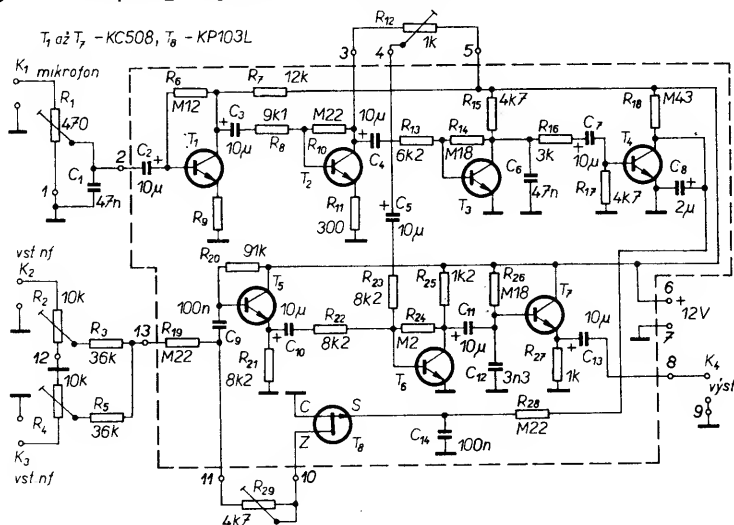 T₁ až T₇ – KC508, T₈ – KP103L
K₁ mikrofon
R₁
470
1
C₁
47n
2
C₂
10µ
R₆
M12
R₇ 12k
T₁
R₉
C₃
10µ
9k1
R₈
M22
R₁₀
T₂
R₁₁
300
3
R₁₂
1k
4
5
10µ
C₄
R₁₃
6k2
R₁₄
M18
R₁₅
4k7
T₃
C₆
47n
R₁₆
3k
C₇
10µ
R₁₇
4k7
T₄
R₁₈
M43
C₈
2µ
C₅
10µ
vst nf
K₂
R₂
10k
12
10k
R₄
K₃
vst nf
R₃
36k
R₅
36k
13
R₁₉
M22
R₂₀
91k
100n
C₉
T₅
R₂₁
8k2
10µ
C₁₀
R₂₂
8k2
R₂₃
8k2
R₂₄
M2
R₂₅
1k2
T₆
C₁₁
10µ
C₁₂
3n3
R₂₆
M18
T₇
R₂₇
1k
10µ
C₁₃
6
+
12V
7
8
K₄
výst
9
C
S
Z
T₈
C₁₄
100n
R₂₈
M22
11
10
R₂₉
4k7